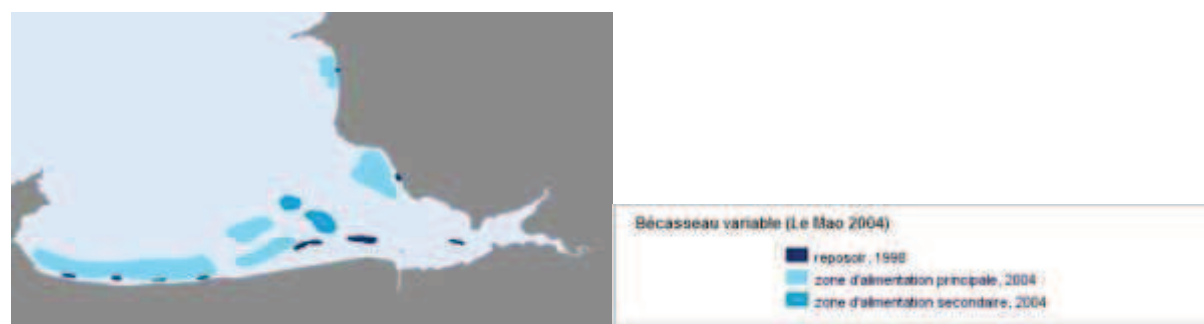 Bécasseau variable (Le Mao 2004)
reposoir, 1998
zone d'alimentation principale, 2004
zone d'alimentation secondaire, 2004